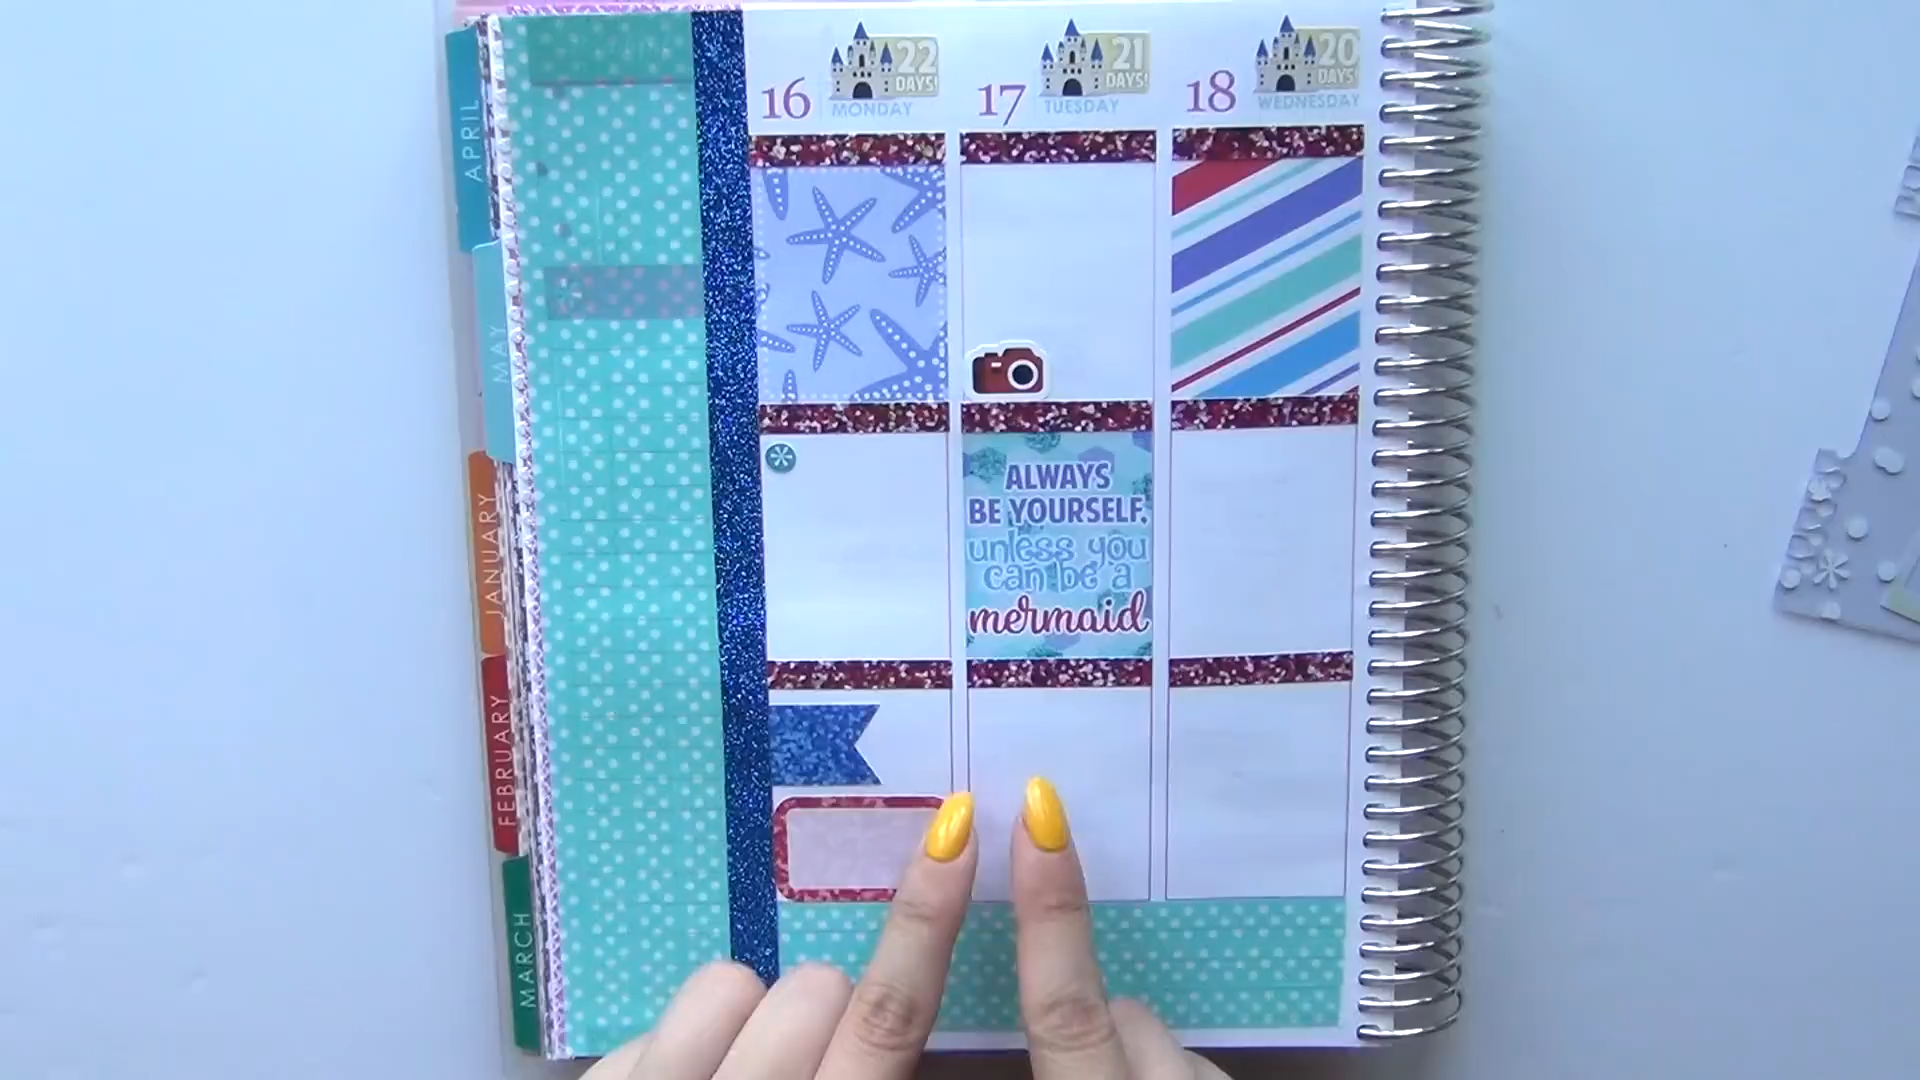 22
DAYS!
16
MONDAY
21
DAYS!
17
TUESDAY
20
DAYS!
18
WEDNESDAY
APRIL
MAY
JANUARY
FEBRUARY
MARCH
ALWAYS
BE YOURSELF,
unless you
can be a
mermaid